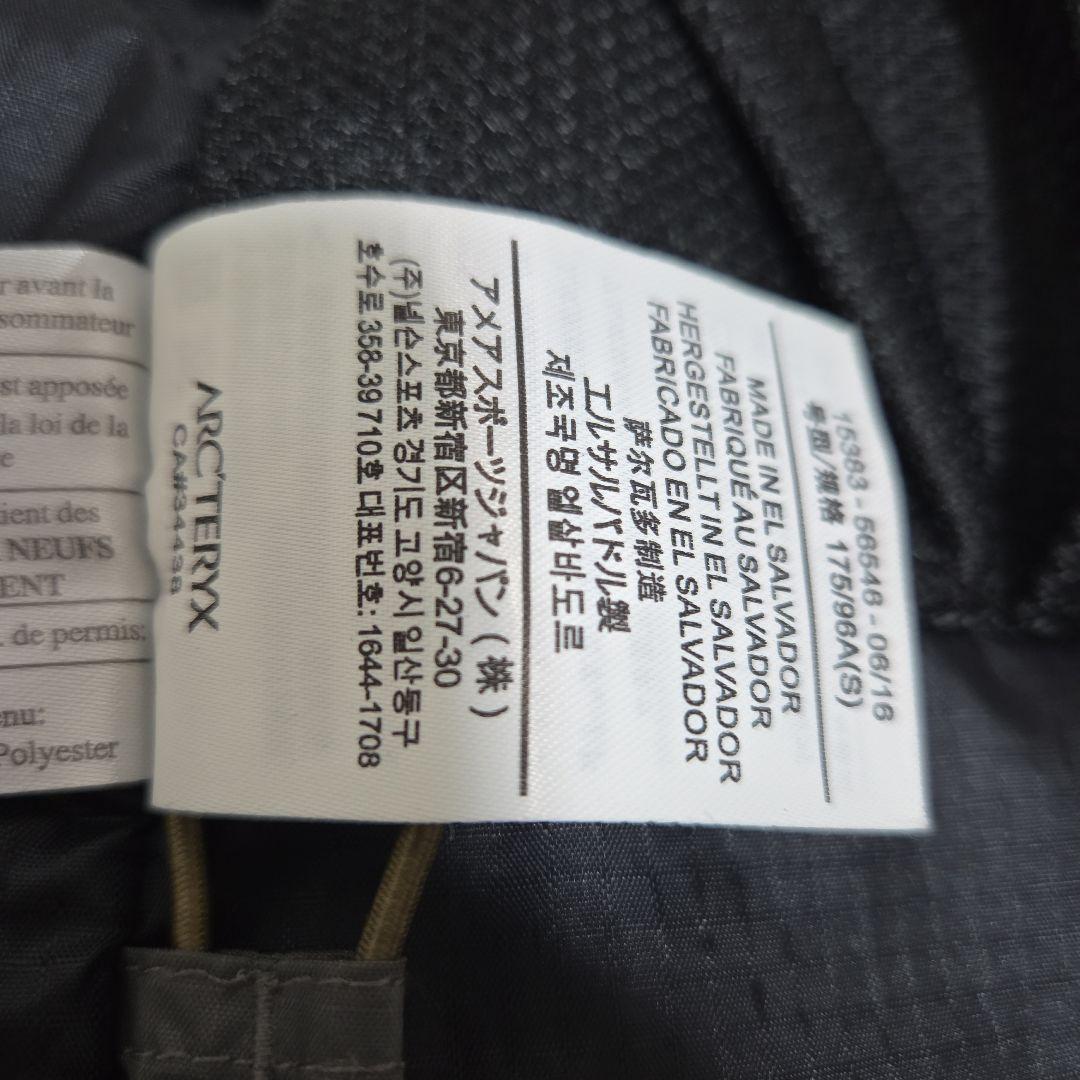 15383 - 56546 - 06/16
号型 / 規格 175/96A(S)
MADE IN EL SALVADOR
FABRIQUÉ AU SALVADOR
HERGESTELLT IN EL SALVADOR
FABRICADO EN EL SALVADOR
萨尔瓦多制造
エルサルバドル製
제조국명 엘살바도르
アメアスポーツジャパン ( 株 )
東京都新宿区新宿6-27-30
(주)넬슨스포츠 경기도 고양시 일산동구
호수로 358-39 710호 대표번호: 1644-1708
ARC'TERYX
CA#34438
r avant la
sommateur
st apposée
la loi de la
e
ient des
NEUFS
ENT
. de permis:
enu:
Polyester